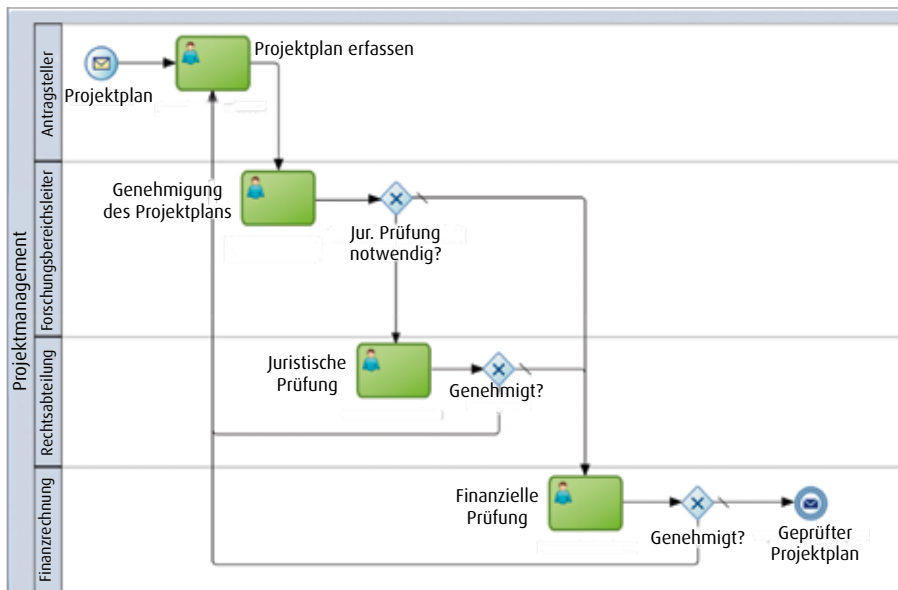 Projektmanagement
Antragsteller
Projektplan
Projektplan erfassen
Forschungsbereichsleiter
Genehmigung
des Projektplans
Jur. Prüfung
notwendig?
Rechtsabteilung
Juristische
Prüfung
Genehmigt?
Finanzrechnung
Finanzielle
Prüfung
Genehmigt?
Geprüfter
Projektplan